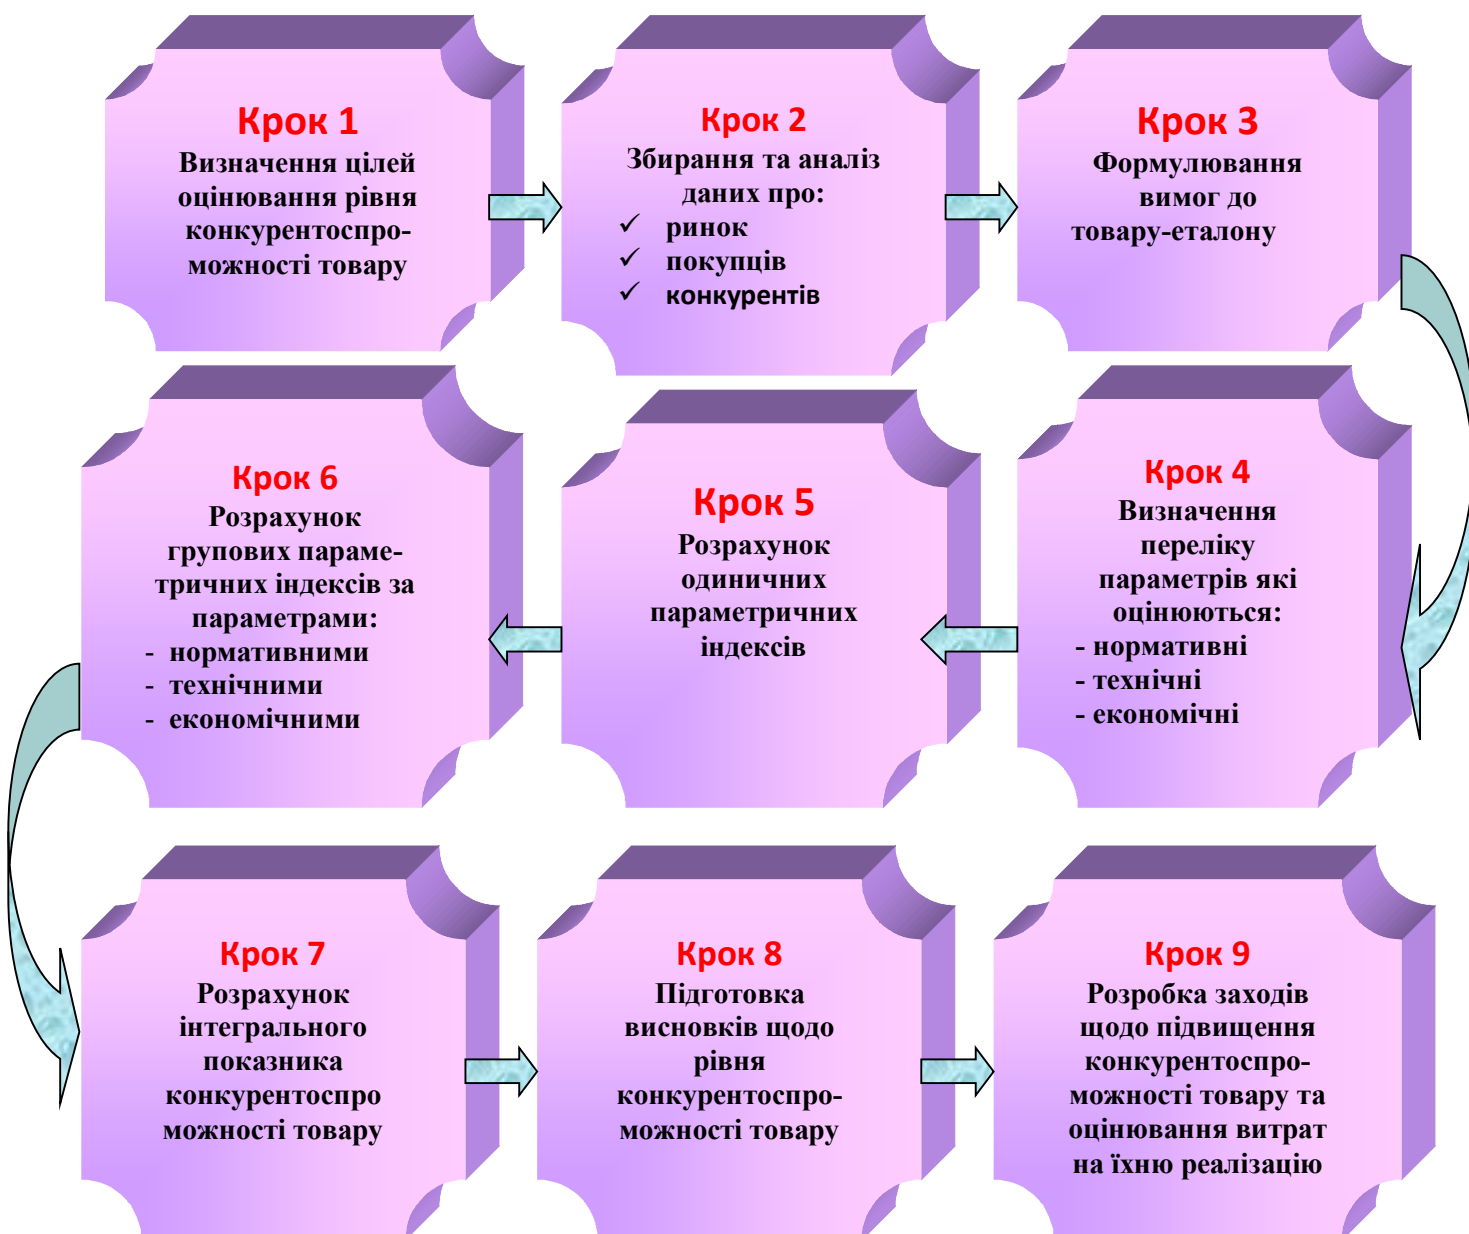 Крок 1
Визначення цілей
оцінювання рівня
конкурентоспро-
можності товару
Крок 2
Збирання та аналіз
даних про:
✓ ринок
✓ покупців
✓ конкурентів
Крок 3
Формулювання
вимог до
товару-еталону
Крок 4
Визначення
переліку
параметрів які
оцінюються:
- нормативні
- технічні
- економічні
Крок 5
Розрахунок
одиничних
параметричних
індексів
Крок 6
Розрахунок
групових параме-
тричних індексів за
параметрами:
- нормативними
- технічними
- економічними
Крок 7
Розрахунок
інтегрального
показника
конкурентоспро
можності товару
Крок 8
Підготовка
висновків щодо
рівня
конкурентоспро-
можності товару
Крок 9
Розробка заходів
щодо підвищення
конкурентоспро-
можності товару та
оцінювання витрат
на їхню реалізацію